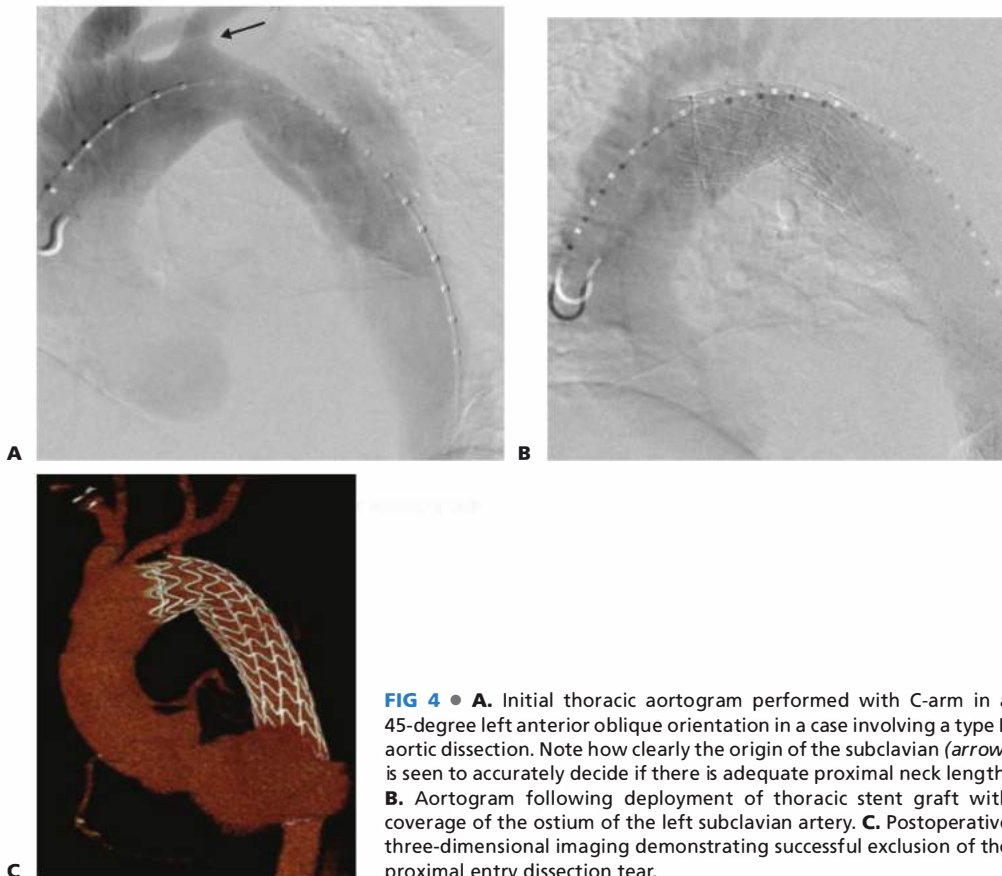 A
B
C
FIG 4 ● A. Initial thoracic aortogram performed with C-arm in a
45-degree left anterior oblique orientation in a case involving a type
aortic dissection. Note how clearly the origin of the subclavian (arrow
is seen to accurately decide if there is adequate proximal neck length
B. Aortogram following deployment of thoracic stent graft with
coverage of the ostium of the left subclavian artery. C. Postoperative
three-dimensional imaging demonstrating successful exclusion of the
proximal entry dissection tear.